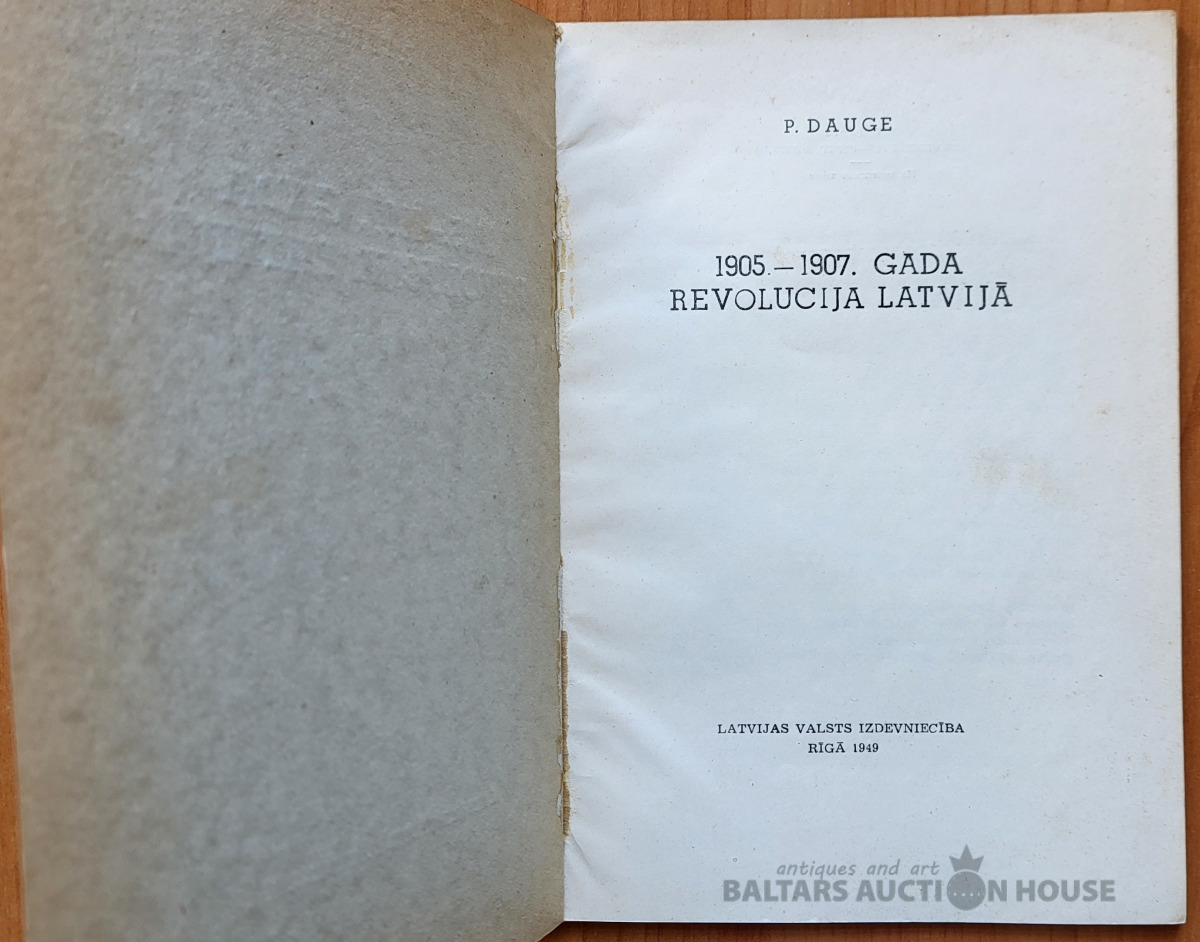 P. DAUGE
1905.—1907. GADA
REVOLUCIJA LATVIJĀ
LATVIJAS VALSTS IZDEVNIECĪBA
RĪGĀ 1949
antiques and art
BALTARS AUCTION HOUSE